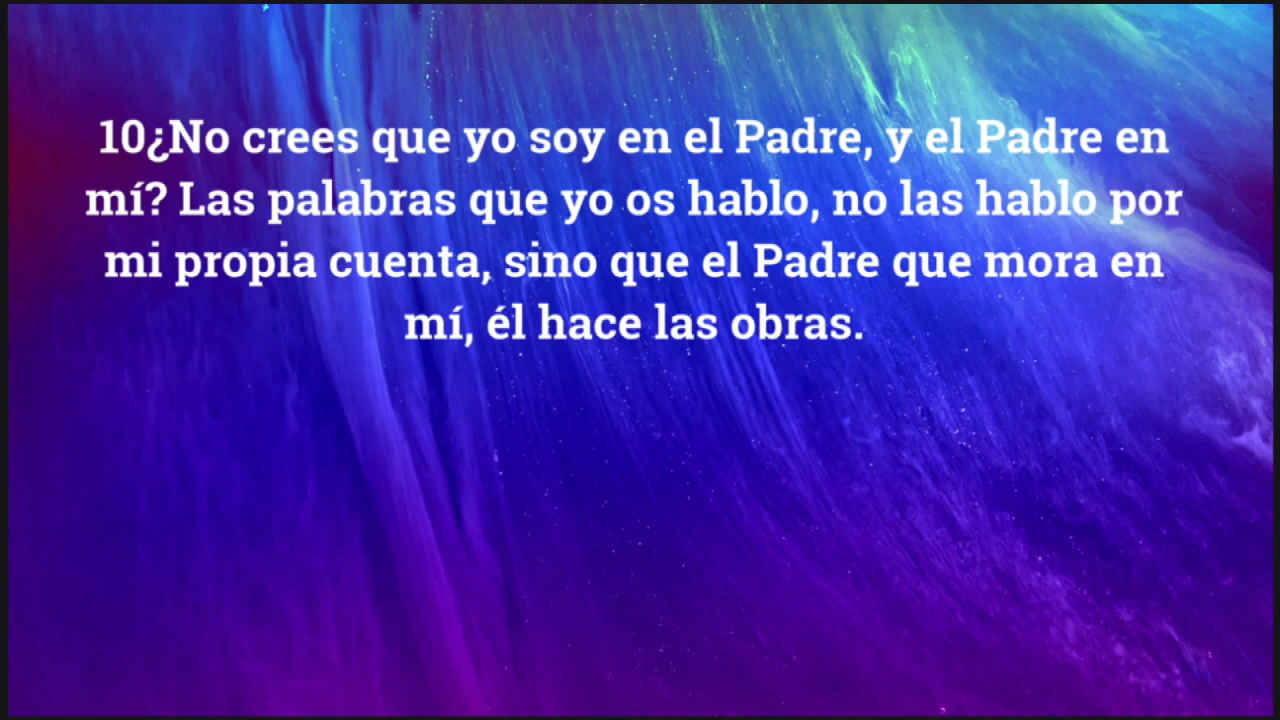 10¿No crees que yo soy en el Padre, y el Padre en
mí? Las palabras que yo os hablo, no las hablo por
mi propia cuenta, sino que el Padre que mora en
mí, él hace las obras.